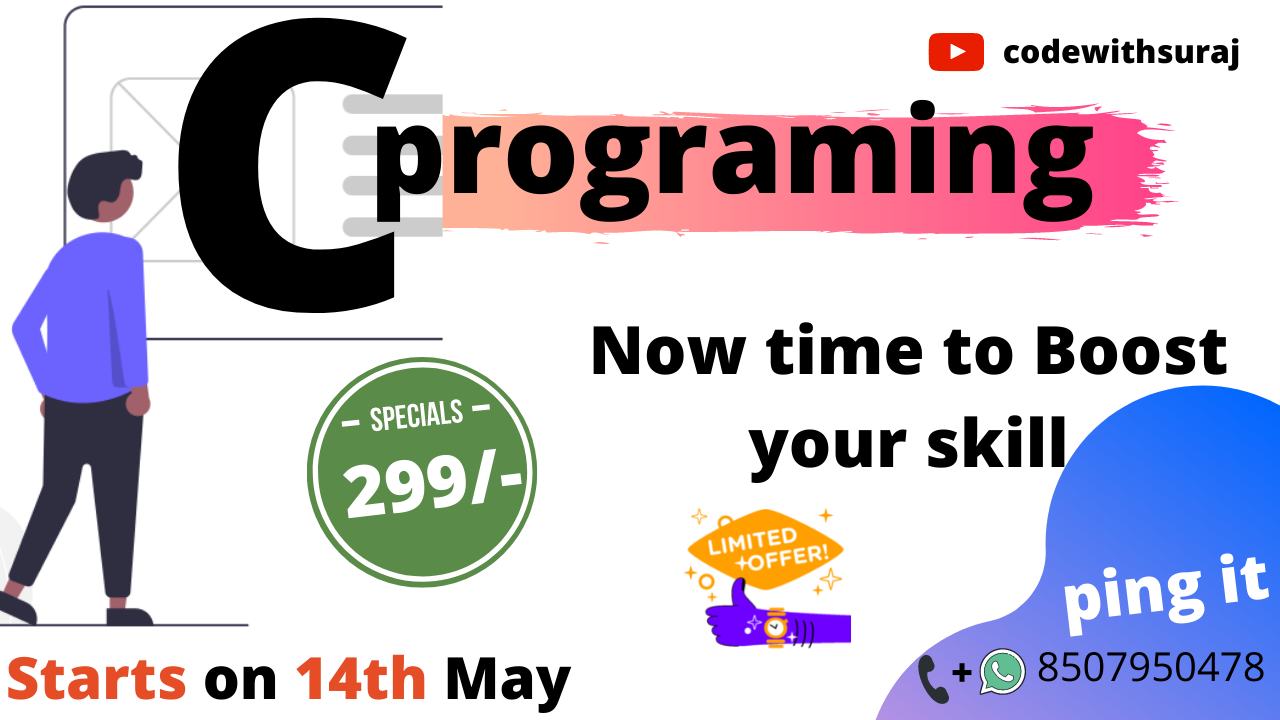 codewithsuraj
C programing
Now time to Boost
your skill
SPECIALS
299/-
LIMITED
OFFER!
ping it
+ 8507950478
Starts on 14th May